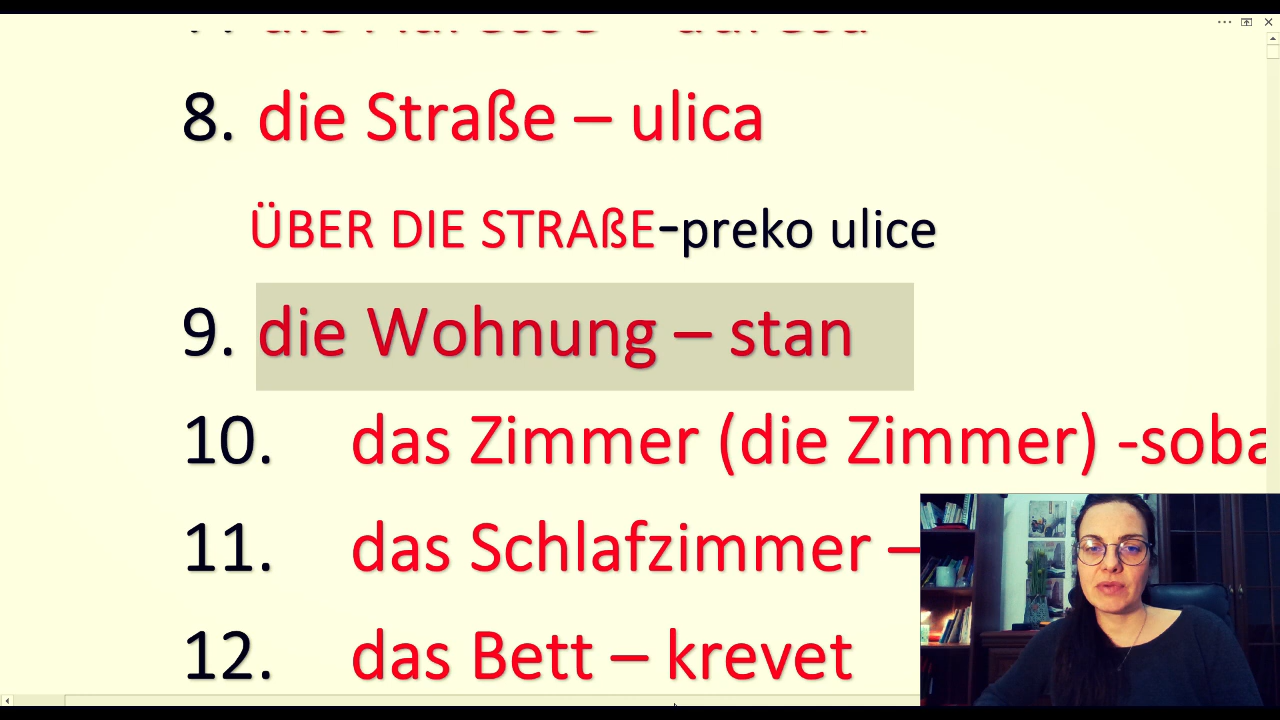 8. die Straße – ulica
ÜBER DIE STRAßE-preko ulice
9. die Wohnung – stan
10. das Zimmer (die Zimmer) -soba
11. das Schlafzimmer –
12. das Bett – krevet